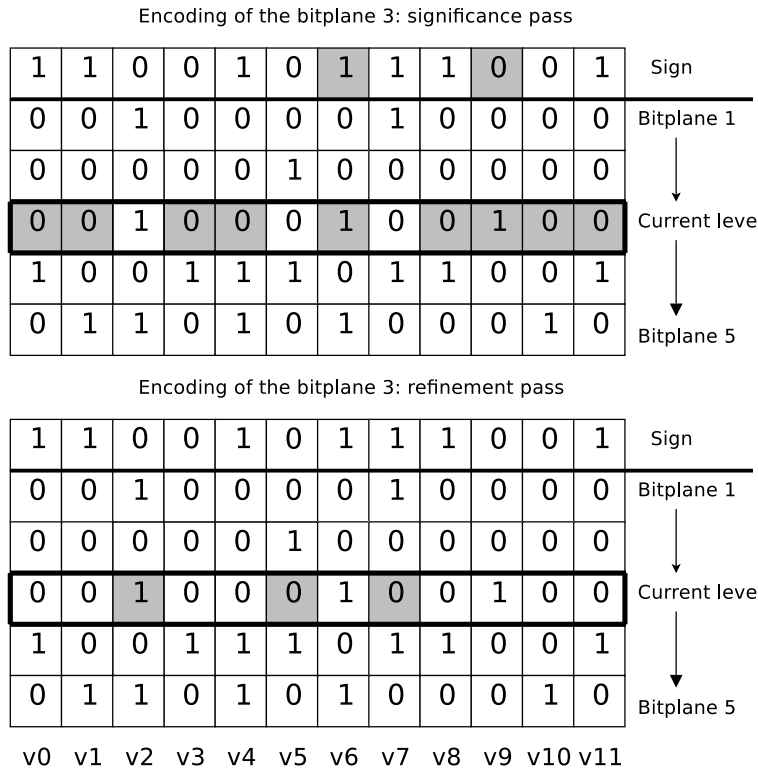 Encoding of the bitplane 3: significance pass
1 1 0 0 1 0 1 1 1 0 0 1 Sign
0 0 1 0 0 0 0 1 0 0 0 0 Bitplane 1
0 0 0 0 0 1 0 0 0 0 0 0
0 0 1 0 0 0 1 0 0 1 0 0 Current leve
1 0 0 1 1 1 0 1 1 0 0 1
0 1 1 0 1 0 1 0 0 0 1 0 Bitplane 5
Encoding of the bitplane 3: refinement pass
1 1 0 0 1 0 1 1 1 0 0 1 Sign
0 0 1 0 0 0 0 1 0 0 0 0 Bitplane 1
0 0 0 0 0 1 0 0 0 0 0 0
0 0 1 0 0 0 1 0 0 1 0 0 Current leve
1 0 0 1 1 1 0 1 1 0 0 1
0 1 1 0 1 0 1 0 0 0 1 0 Bitplane 5
v0 v1 v2 v3 v4 v5 v6 v7 v8 v9 v10 v11